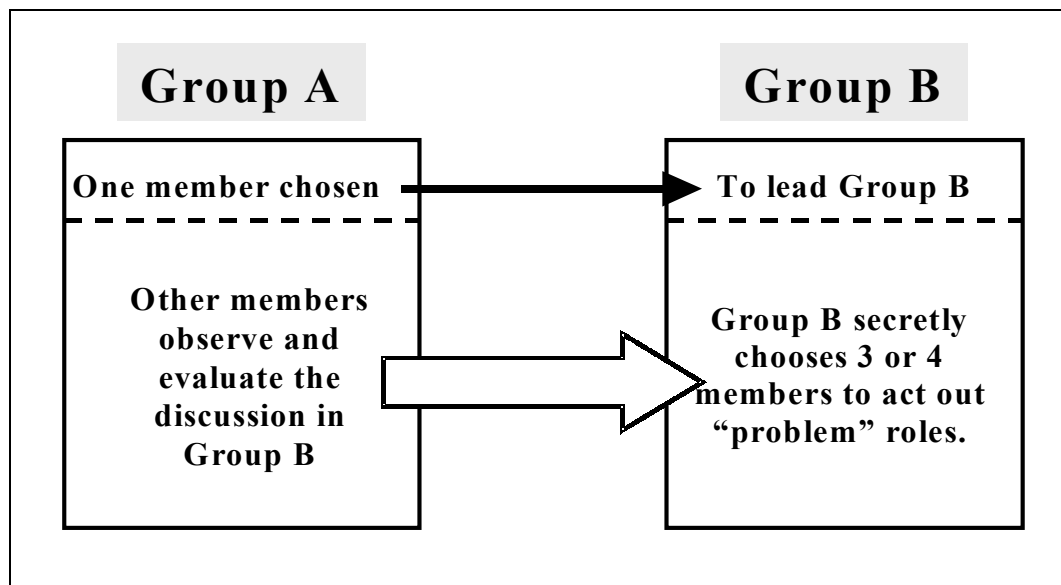 Group A
Group B
One member chosen
To lead Group B
Other members
observe and
evaluate the
discussion in
Group B
Group B secretly
chooses 3 or 4
members to act out
“problem” roles.